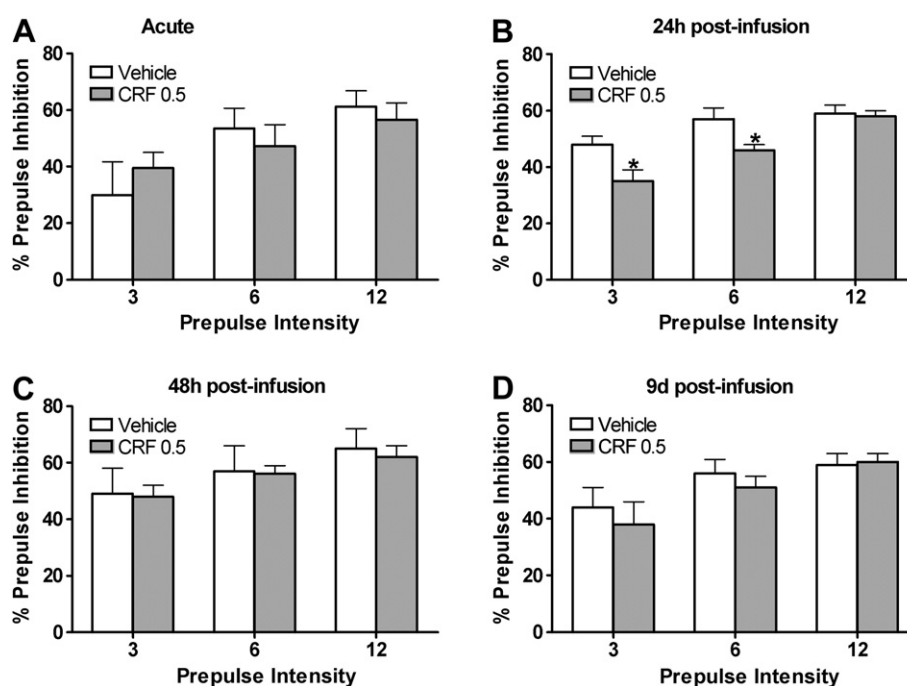 A
Acute
% Prepulse Inhibition
80
60
40
20
0
Vehicle
CRF 0.5
3
6
12
Prepulse Intensity
B
24h post-infusion
% Prepulse Inhibition
80
60
40
20
0
Vehicle
CRF 0.5
*
*
3
6
12
Prepulse Intensity
C
48h post-infusion
% Prepulse Inhibition
80
60
40
20
0
Vehicle
CRF 0.5
3
6
12
Prepulse Intensity
D
9d post-infusion
% Prepulse Inhibition
80
60
40
20
0
Vehicle
CRF 0.5
3
6
12
Prepulse Intensity